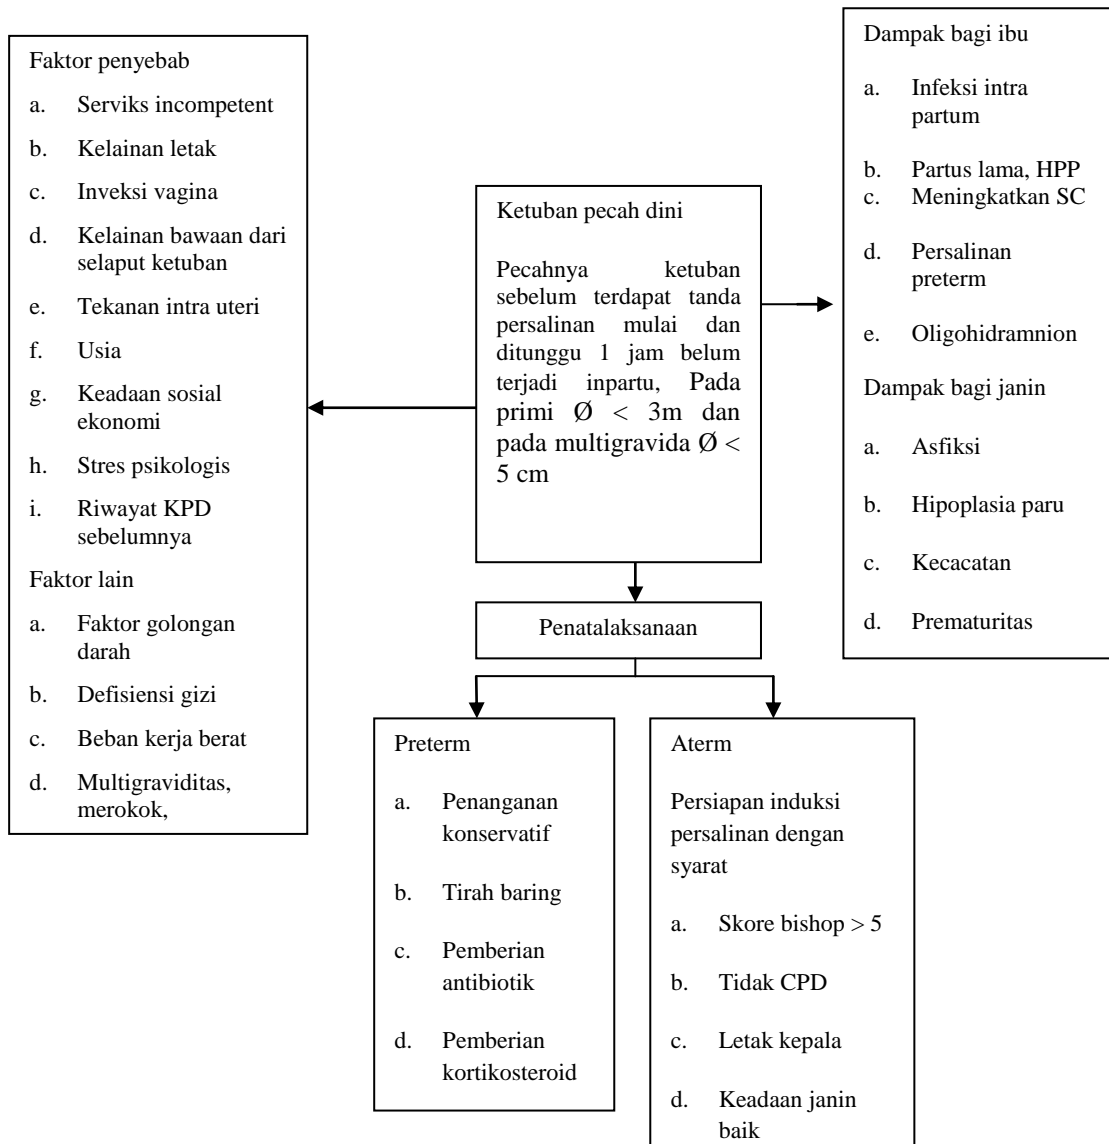 Faktor penyebab
a. Serviks incompetent
b. Kelainan letak
c. Inveksi vagina
d. Kelainan bawaan dari
selaput ketuban
e. Tekanan intra uteri
f. Usia
g. Keadaan sosial
ekonomi
h. Stres psikologis
i. Riwayat KPD
sebelumnya
Faktor lain
a. Faktor golongan
darah
b. Defisiensi gizi
c. Beban kerja berat
d. Multigraviditas,
merokok,
Ketuban pecah dini
Pecahnya ketuban
sebelum terdapat tanda
persalinan mulai dan
ditunggu 1 jam belum
terjadi inpartu, Pada
primi Ø < 3m dan
pada multigravida Ø <
5 cm
Dampak bagi ibu
a. Infeksi intra
partum
b. Partus lama, HPP
c. Meningkatkan SC
d. Persalinan
preterm
e. Oligohidramnion
Dampak bagi janin
a. Asfiksi
b. Hipoplasia paru
c. Kecacatan
d. Prematuritas
Penatalaksanaan
Preterm
a. Penanganan
konservatif
b. Tirah baring
c. Pemberian
antibiotik
d. Pemberian
kortikosteroid
Aterm
Persiapan induksi
persalinan dengan
syarat
a. Skore bishop > 5
b. Tidak CPD
c. Letak kepala
d. Keadaan janin
baik